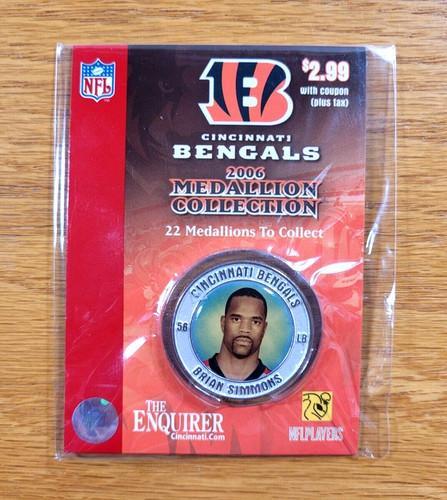 NFL
$2.99
with coupon
(plus tax)
B
CINCINNATI
BENGALS
2006
MEDALLION
COLLECTION
22 Medallions To Collect
CINCINNATI BENGALS
56
LB
BRIAN SIMMONS
THE
ENQUIRER
Cincinnati.Com
NFLPLAYERS